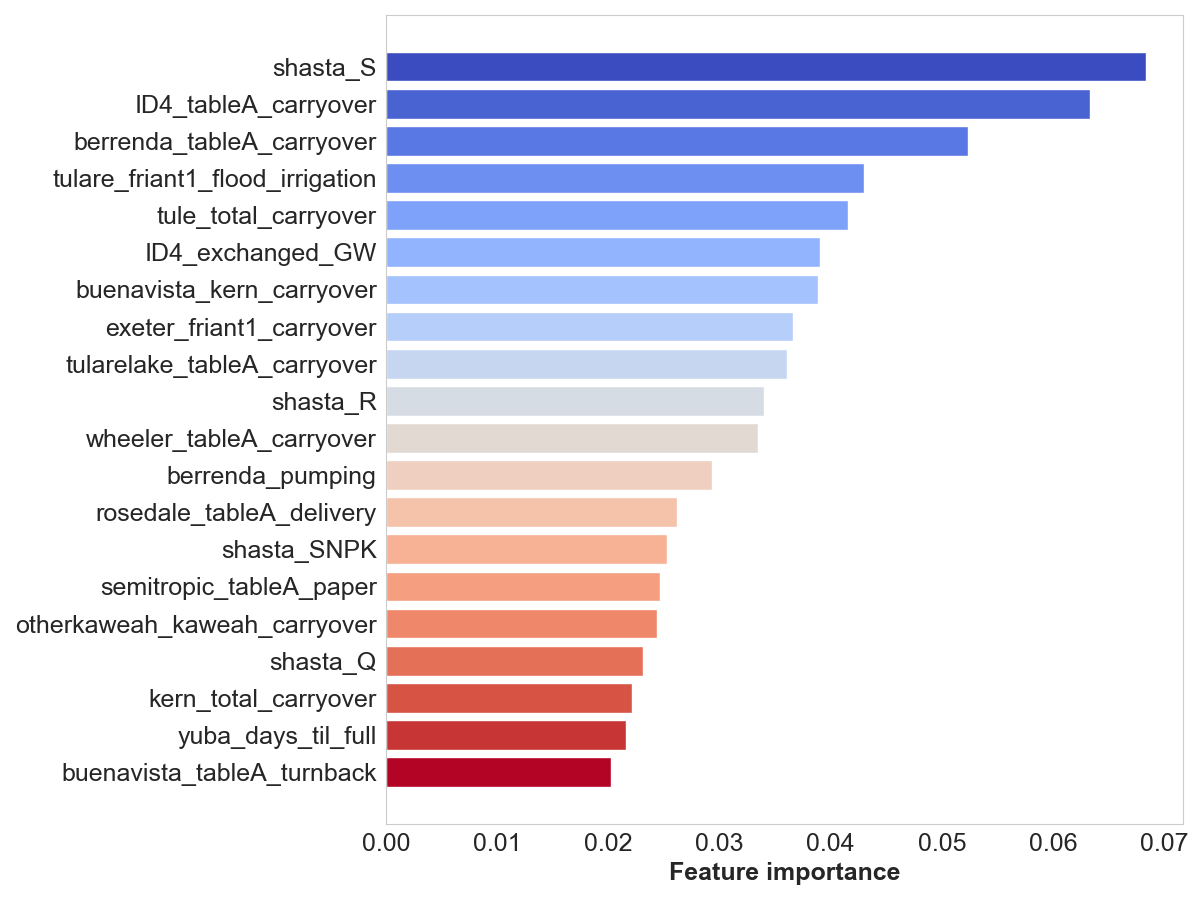 shasta_S
ID4_tableA_carryover
berrenda_tableA_carryover
tulare_friant1_flood_irrigation
tule_total_carryover
ID4_exchanged_GW
buenavista_kern_carryover
exeter_friant1_carryover
tularelake_tableA_carryover
shasta_R
wheeler_tableA_carryover
berrenda_pumping
rosedale_tableA_delivery
shasta_SNPK
semitropic_tableA_paper
otherkaweah_kaweah_carryover
shasta_Q
kern_total_carryover
yuba_days_til_full
buenavista_tableA_turnback
0.00 0.01 0.02 0.03 0.04 0.05 0.06 0.07
Feature importance